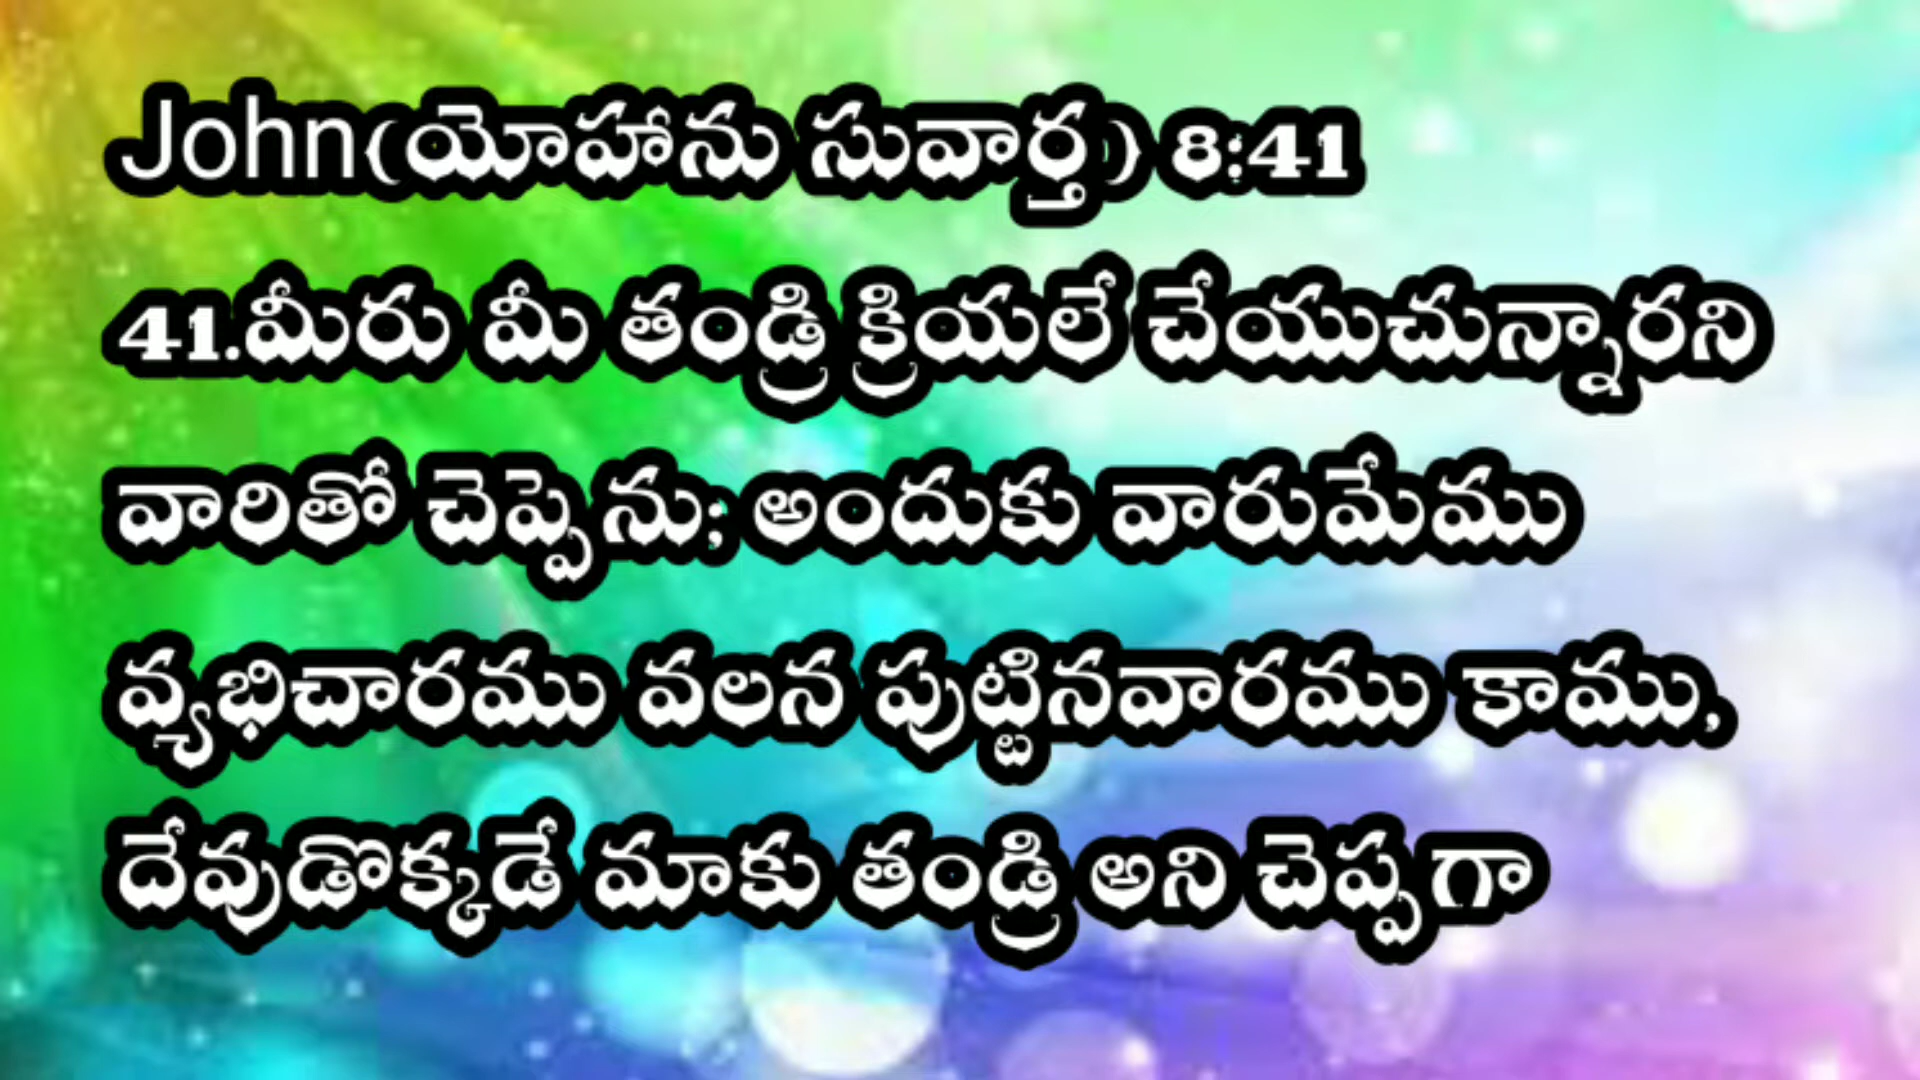 John(యోహాను సువార్త) 8:41
41.మీరు మీ తండ్రి క్రియలే చేయుచున్నారని
వారితో చెప్పెను; అందుకు వారుమేము
వ్యభిచారము వలన పుట్టినవారము కాము,
దేవుడొక్కడే మాకు తండ్రి అని చెప్పగా